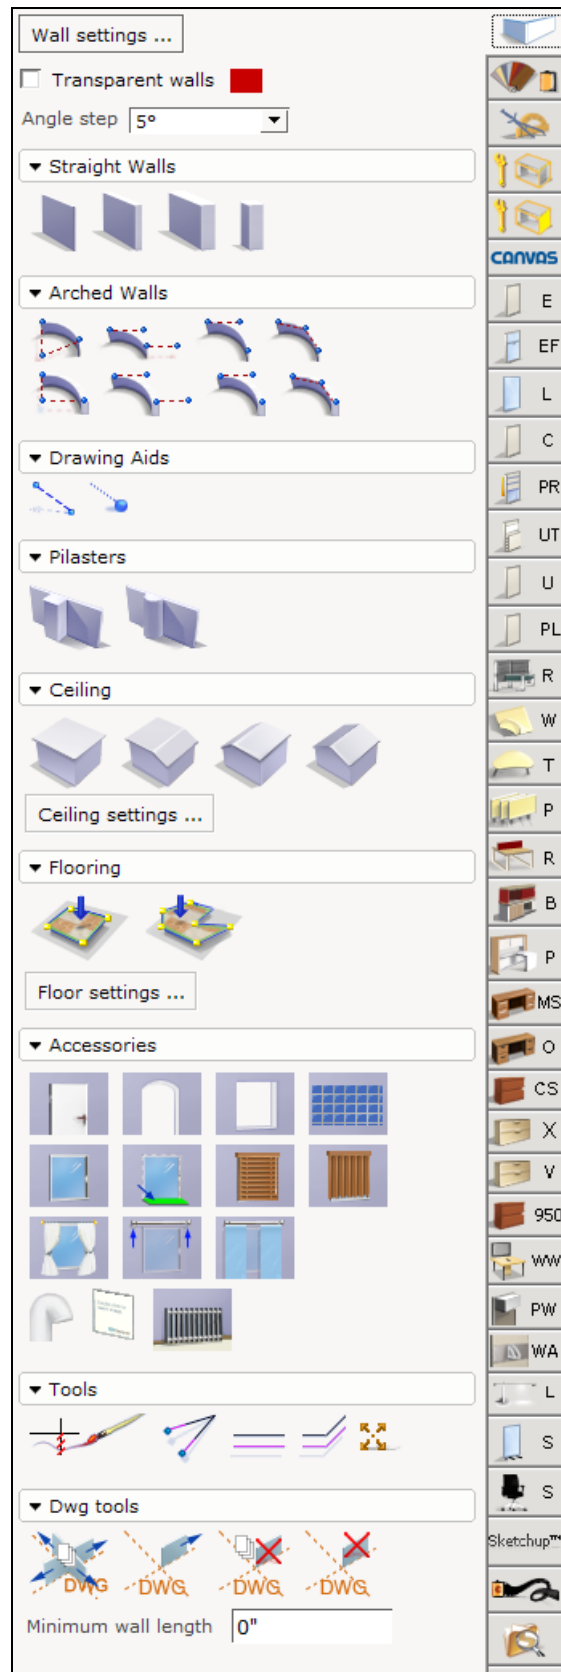 Wall settings ...
Transparent walls
Angle step 5°
Straight Walls
Arched Walls
Drawing Aids
Pilasters
Ceiling
Ceiling settings ...
Flooring
Floor settings ...
Accessories
Tools
Dwg tools
DWG DWG DWG DWG
Minimum wall length 0"
canvas
E
EF
L
C
PR
UT
U
PL
R
W
T
P
R
B
P
MS
O
CS
X
V
950
WW
PW
WA
L
S
S
Sketchup™